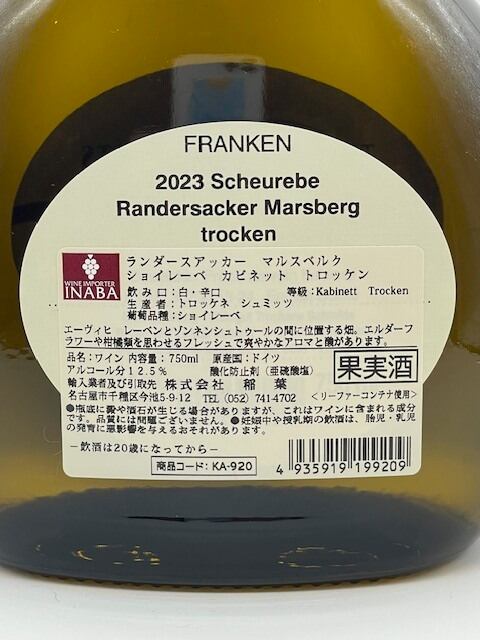 FRANKEN
2023 Scheurebe
Randersacker Marsberg
trocken
WINE IMPORTER
INABA
ランダースアッカー マルスベルク
ショイレーベ カビネット トロッケン
飲み口：白・辛口 等級：Kabinett Trocken
生産者：トロッケネ シュミッツ
葡萄品種：ショイレーベ
エーヴィヒ レーベンとゾンネンシュトゥールの間に位置する畑。エルダーフ
ラワーや柑橘類を思わせるフレッシュで爽やかなアロマと酸があります。
品名：ワイン 内容量：750ml 原産国：ドイツ
アルコール分12.5% 酸化防止剤（亜硫酸塩）
果実酒
輸入業者及び引取先 株式会社 稲葉
名古屋市千種区今池5-9-12 TEL（052）741-4702 ＜リーファーコンテナ使用＞
●瓶底に澱や酒石が生じる場合がありますが、これはワインに含まれる成分
です。品質には問題ございません。●妊娠中や授乳期の飲酒は、胎児・乳児
の発育に悪影響を与えるおそれがあります。
－飲酒は20歳になってから－
商品コード：KA-920
4 935919 199209